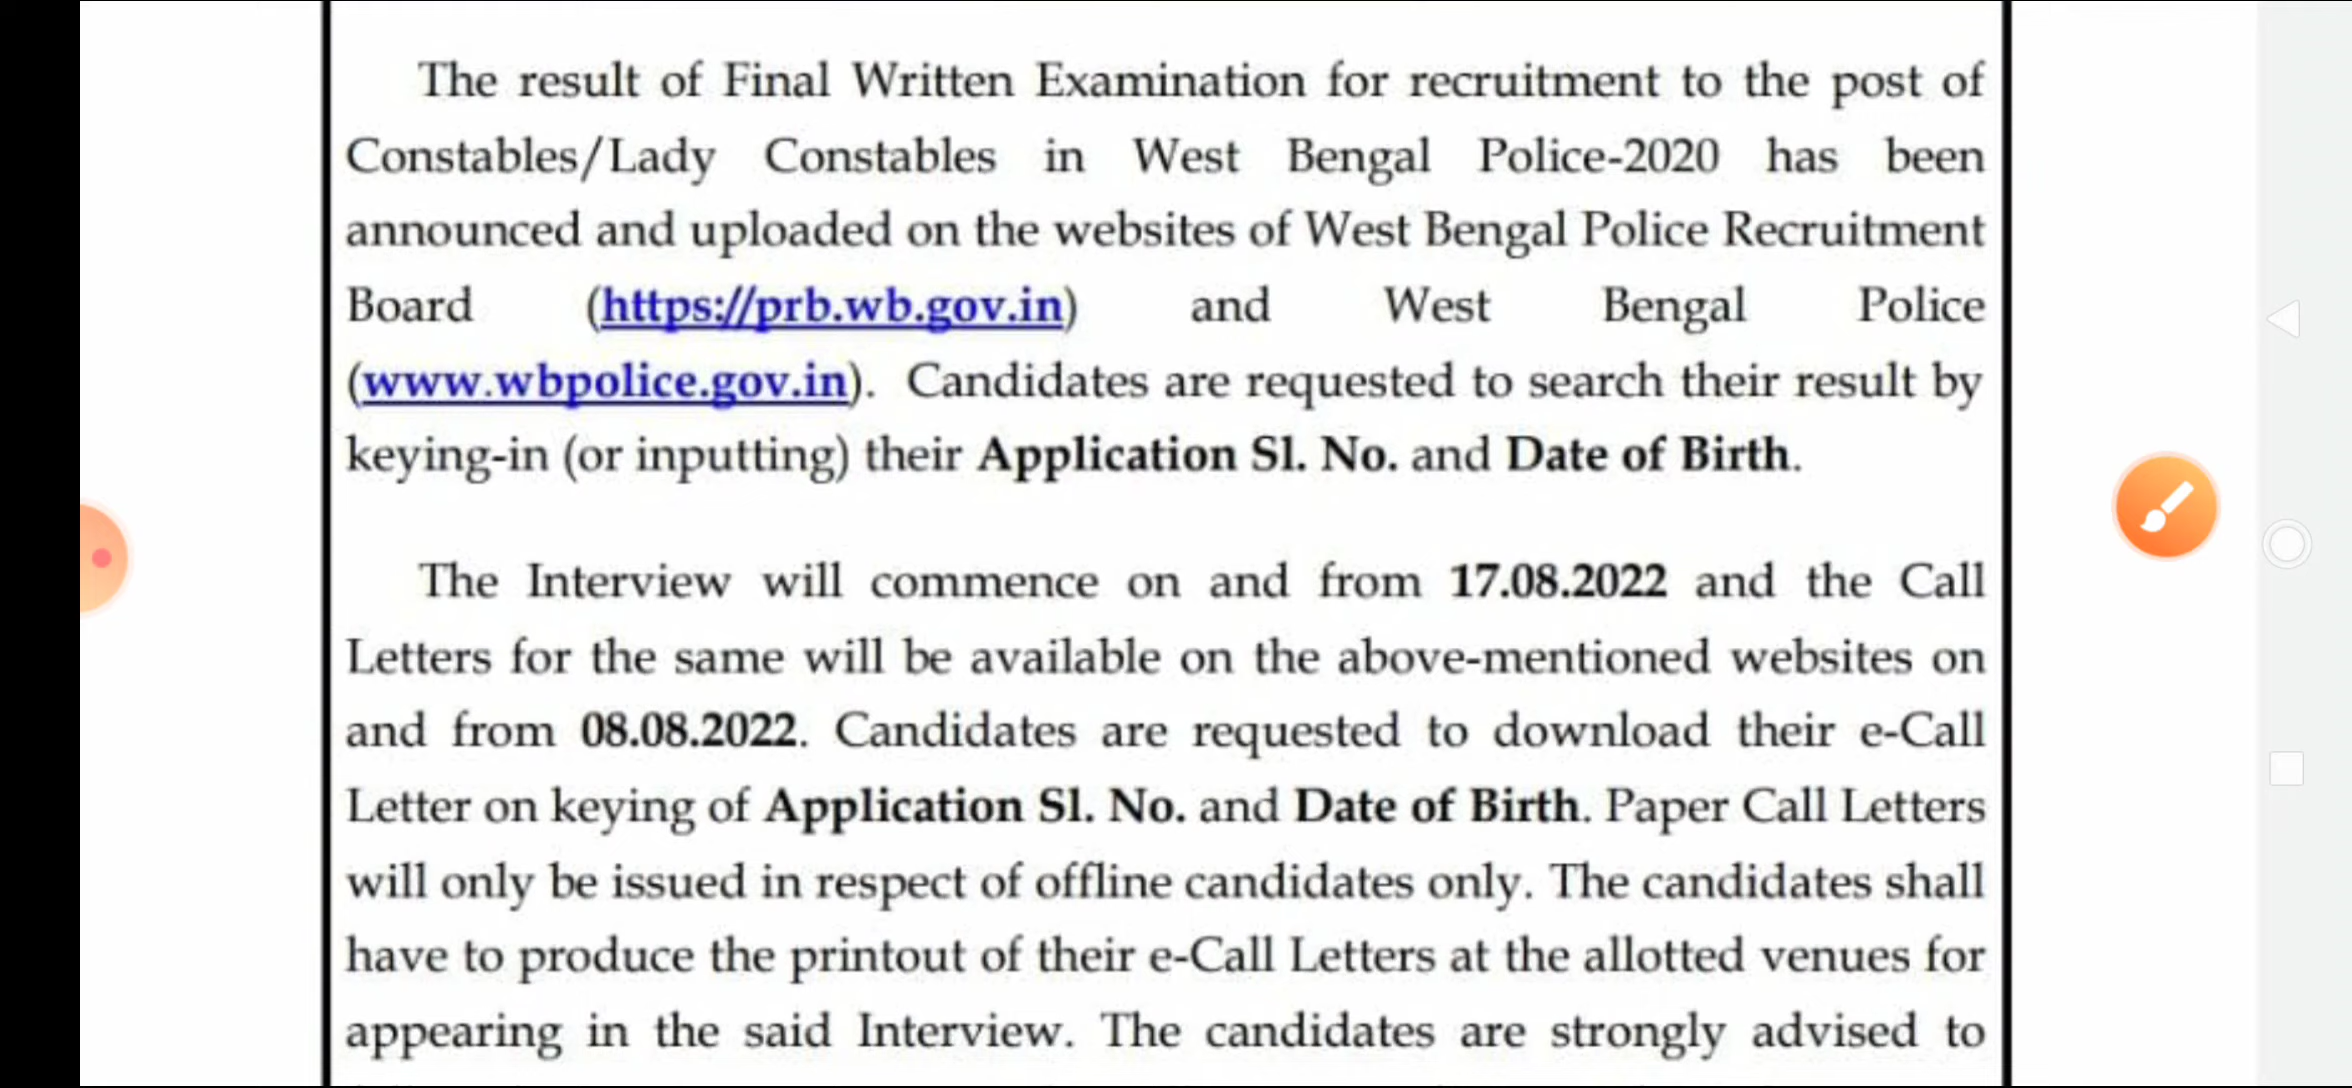 The result of Final Written Examination for recruitment to the post of
Constables/Lady Constables in West Bengal Police-2020 has been
announced and uploaded on the websites of West Bengal Police Recruitment
Board (https://prb.wb.gov.in) and West Bengal Police
(www.wbpolice.gov.in). Candidates are requested to search their result by
keying-in (or inputting) their Application Sl. No. and Date of Birth.
The Interview will commence on and from 17.08.2022 and the Call
Letters for the same will be available on the above-mentioned websites on
and from 08.08.2022. Candidates are requested to download their e-Call
Letter on keying of Application Sl. No. and Date of Birth. Paper Call Letters
will only be issued in respect of offline candidates only. The candidates shall
have to produce the printout of their e-Call Letters at the allotted venues for
appearing in the said Interview. The candidates are strongly advised to